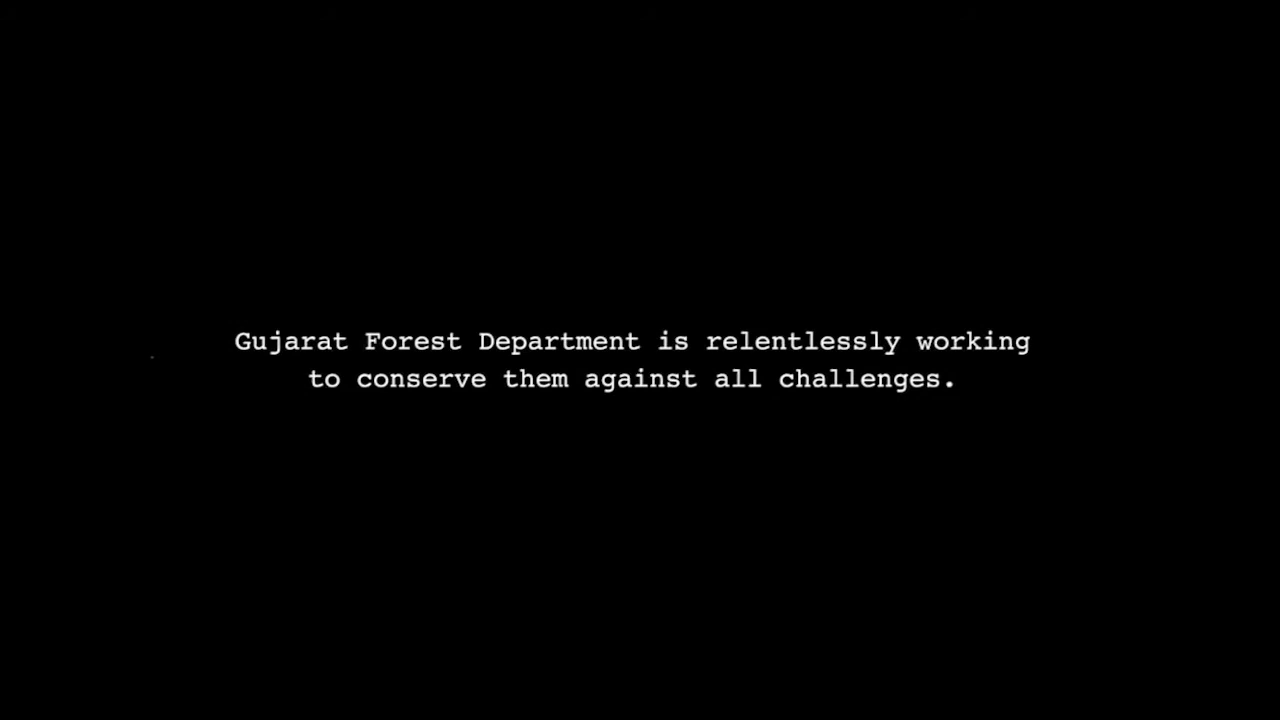 Gujarat Forest Department is relentlessly working
to conserve them against all challenges.